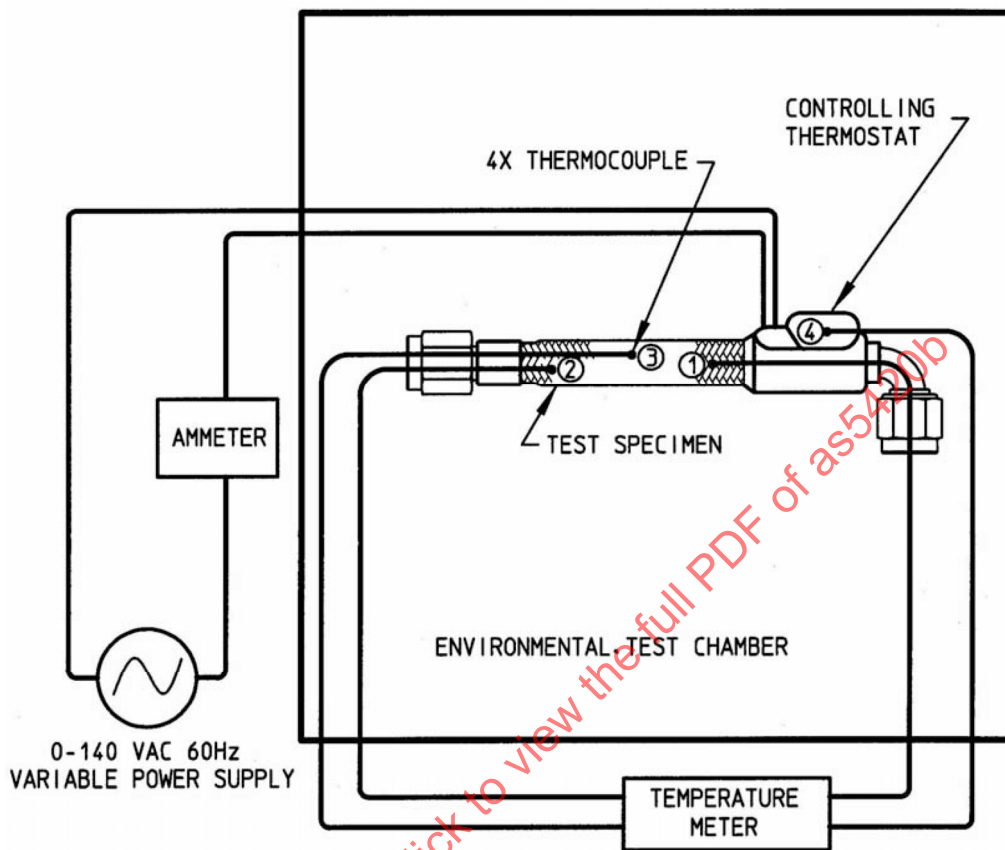 CONTROLLING
THERMOSTAT
4X THERMOCOUPLE
4
3
1
2
AMMETER
TEST SPECIMEN
ENVIRONMENTAL TEST CHAMBER
0-140 VAC 60Hz
VARIABLE POWER SUPPLY
TEMPERATURE
METER
lick to view the full PDF of as5420b